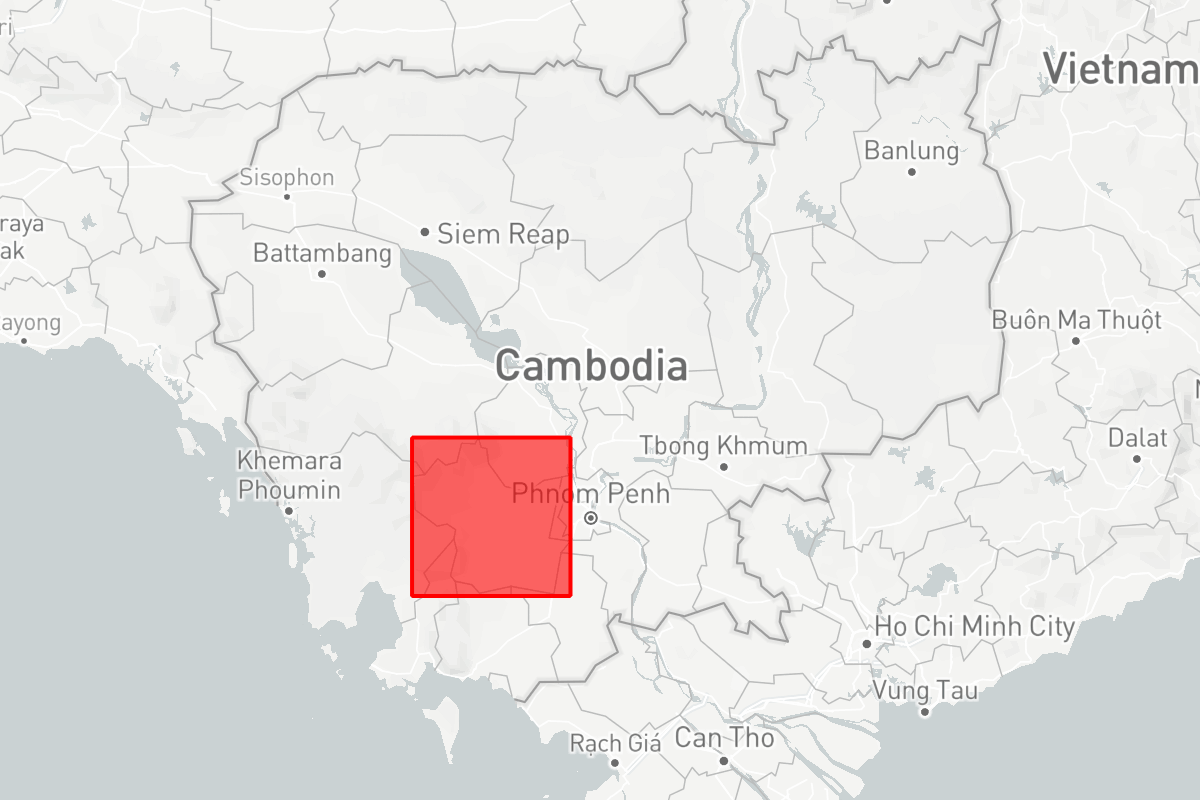 ri
Vietnam
Banlung
Sisophon
raya
ak
Siem Reap
Battambang
ayong
Buôn Ma Thuột
Cambodia
Dalat
Tbong Khmum
Khemara
Phoumin
Phnom Penh
Ho Chi Minh City
Vung Tau
Rạch Giá
Can Tho